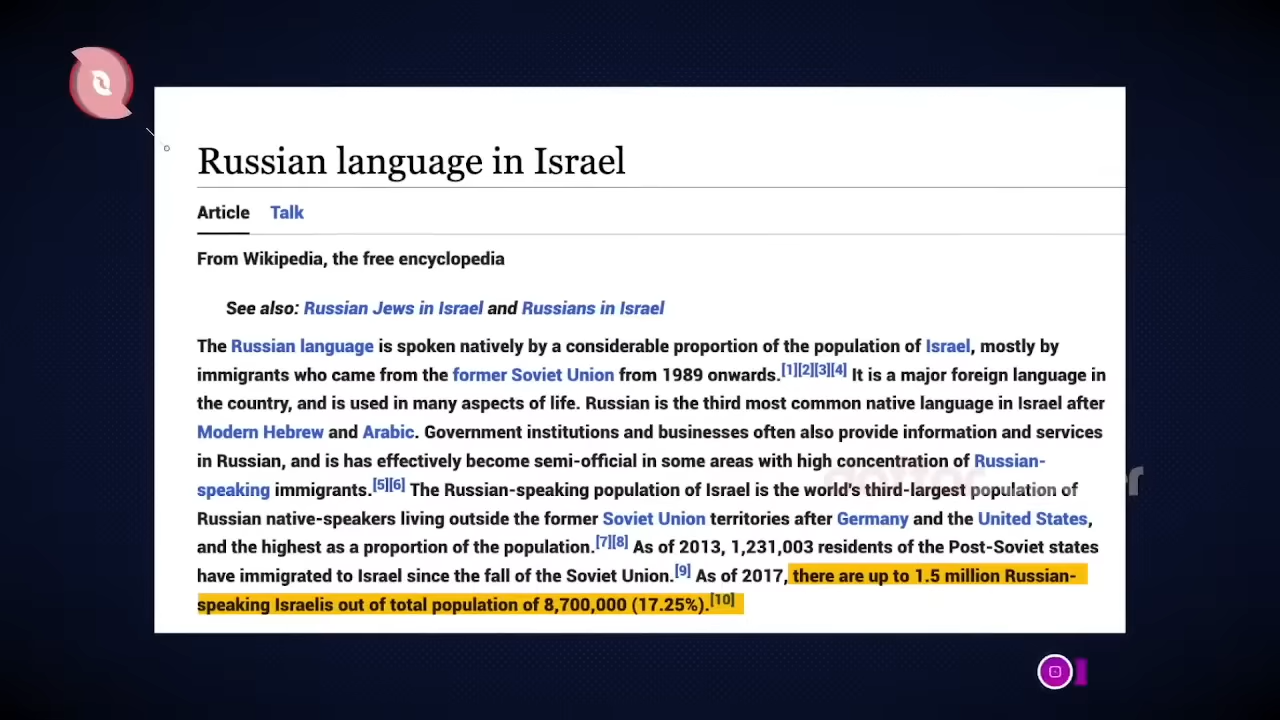 Russian language in Israel
Article Talk
From Wikipedia, the free encyclopedia
See also: Russian Jews in Israel and Russians in Israel
The Russian language is spoken natively by a considerable proportion of the population of Israel, mostly by
immigrants who came from the former Soviet Union from 1989 onwards.[1][2][3][4] It is a major foreign language in
the country, and is used in many aspects of life. Russian is the third most common native language in Israel after
Modern Hebrew and Arabic. Government institutions and businesses often also provide information and services
in Russian, and is has effectively become semi-official in some areas with high concentration of Russian-
speaking immigrants.[5][6] The Russian-speaking population of Israel is the world's third-largest population of
Russian native-speakers living outside the former Soviet Union territories after Germany and the United States,
and the highest as a proportion of the population.[7][8] As of 2013, 1,231,003 residents of the Post-Soviet states
have immigrated to Israel since the fall of the Soviet Union.[9] As of 2017, there are up to 1.5 million Russian-
speaking Israelis out of total population of 8,700,000 (17.25%).[10]